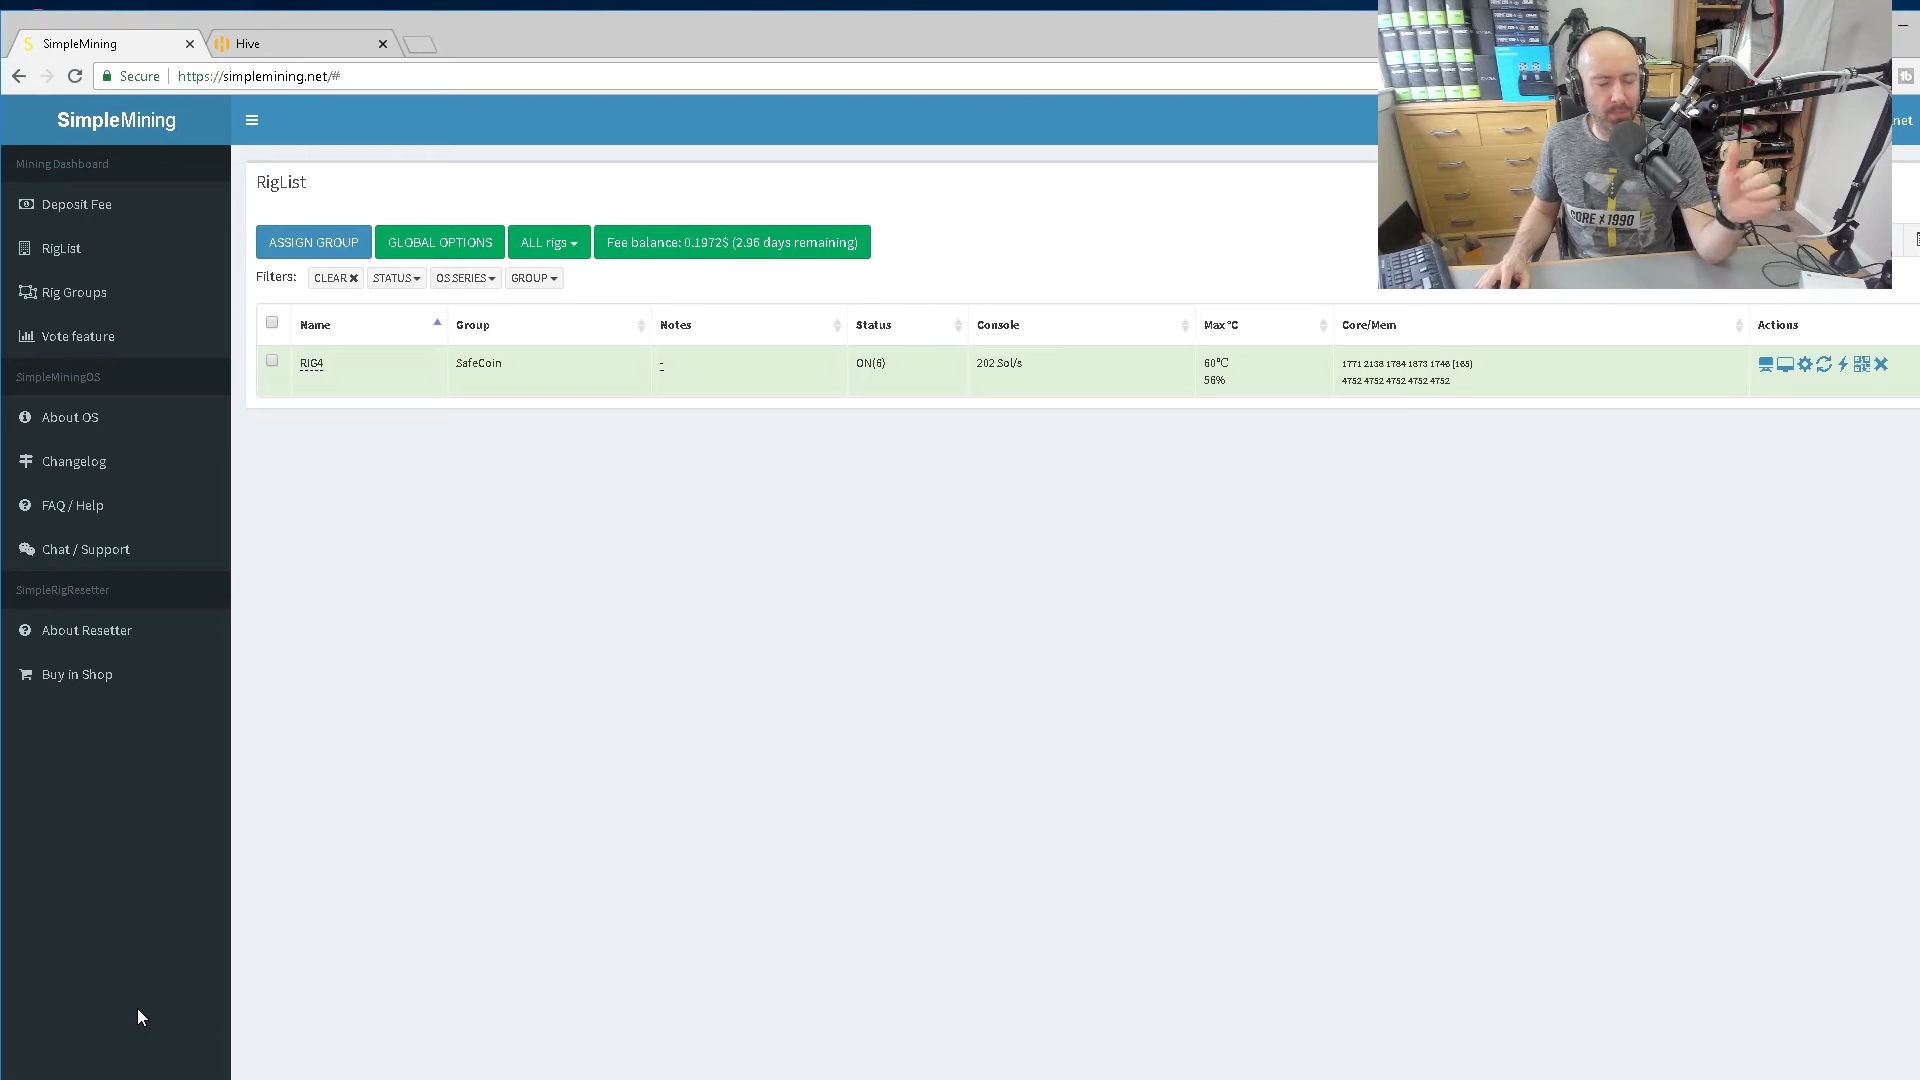 SimpleMining
Hive
Secure | https://simplemining.net/#
SimpleMining
net
Mining Dashboard
Deposit Fee
RigList
Rig Groups
Vote feature
SimpleMiningOS
About OS
Changelog
FAQ / Help
Chat / Support
SimpleRigResetter
About Resetter
Buy in Shop
RigList
ASSIGN GROUP GLOBAL OPTIONS ALL rigs Fee balance: 0.1972$ (2.96 days remaining)
Filters: CLEAR STATUS OS SERIES GROUP
Name Group Notes Status Console Max °C Core/Mem Actions
RIG4 SafeCoin - ON(6) 202 Sol/s 60°C 1771 2138 1784 1873 1746 [165]
56% 4752 4752 4752 4752 4752
CORE X 1990